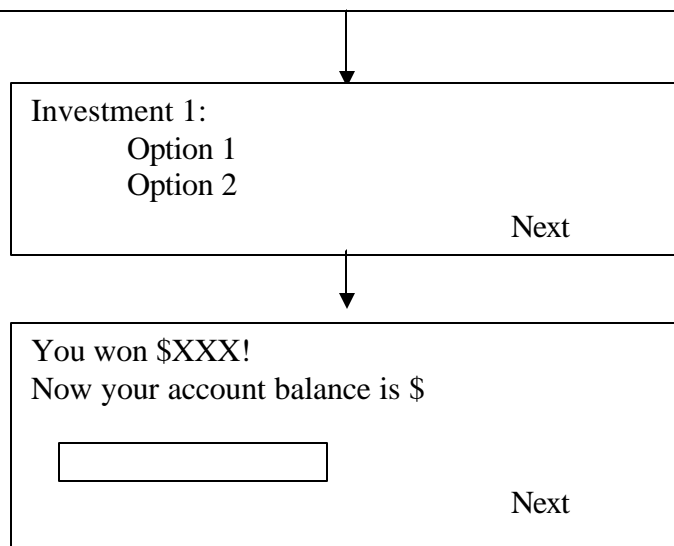 Investment 1:
Option 1
Option 2
Next
You won $XXX!
Now your account balance is $
Next